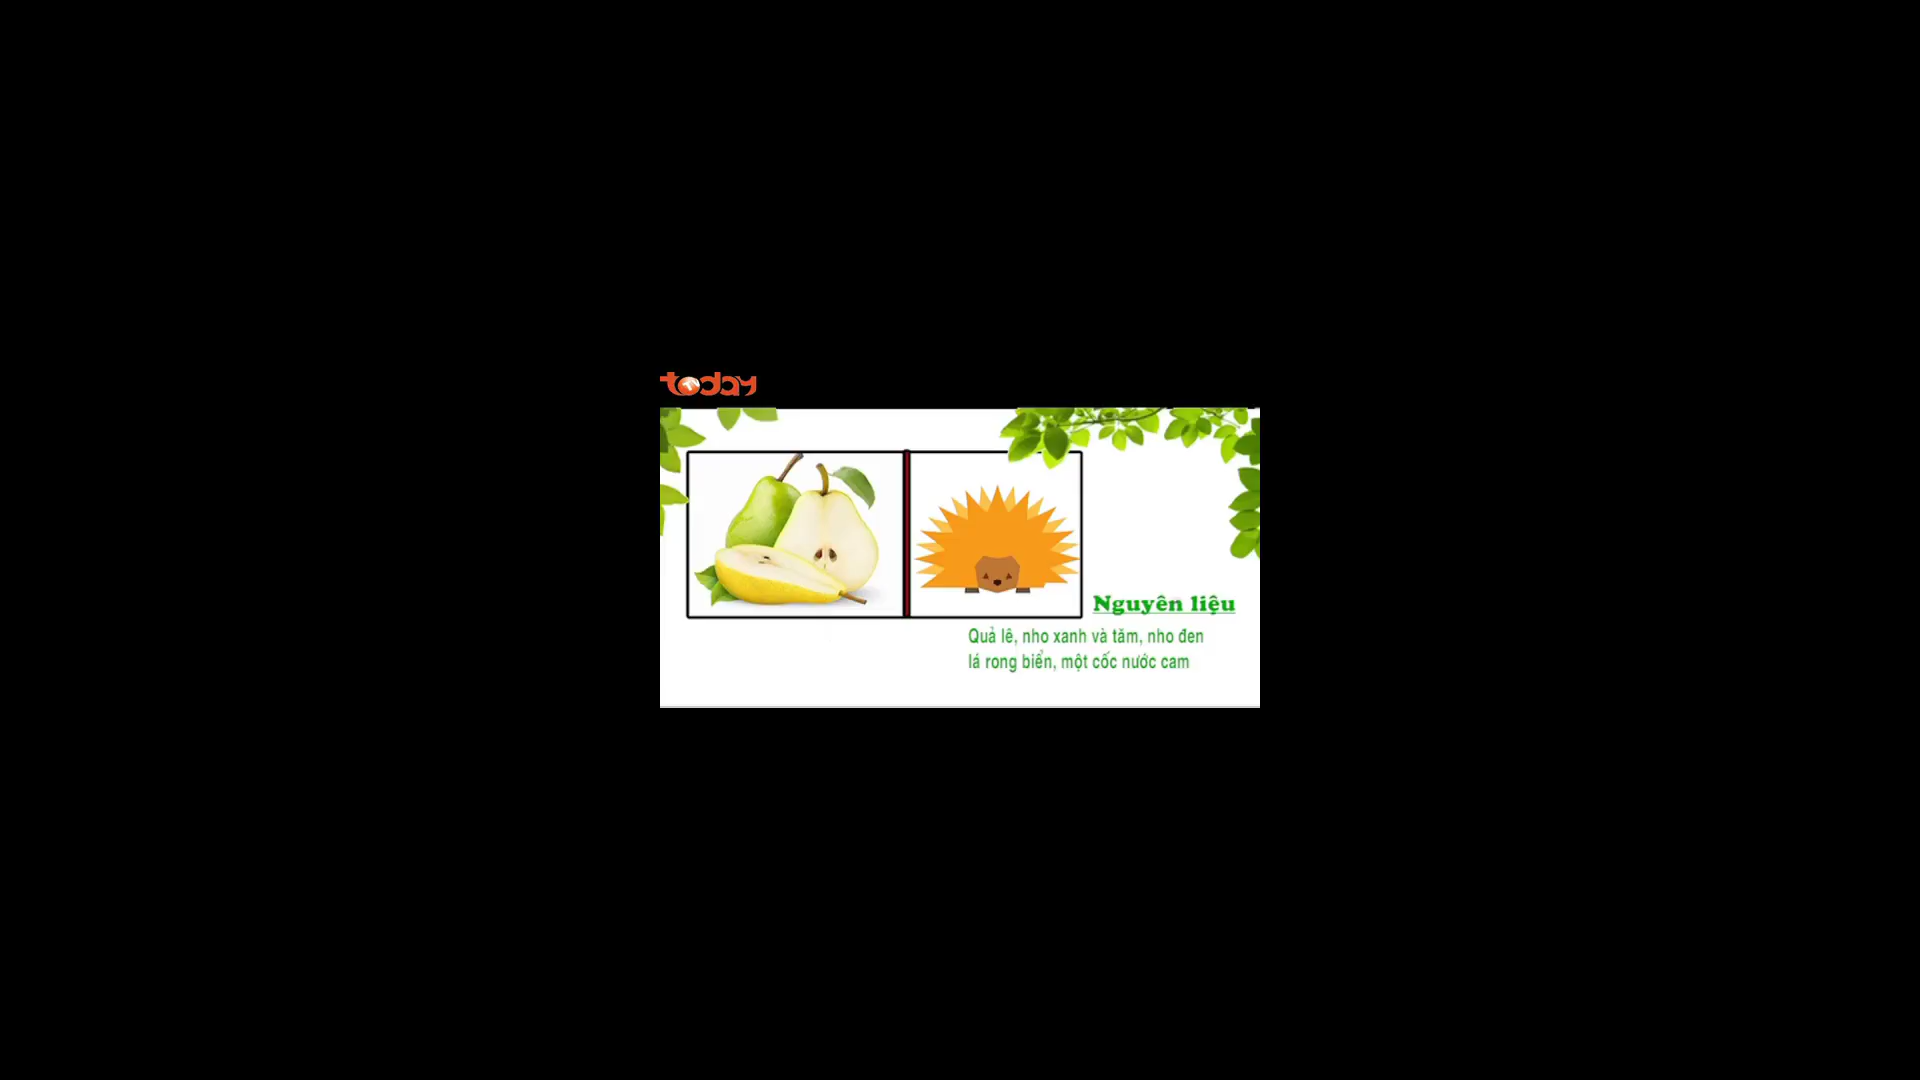 today
Nguyên liệu
Quả lê, nho xanh và tăm, nho đen
lá rong biển, một cốc nước cam